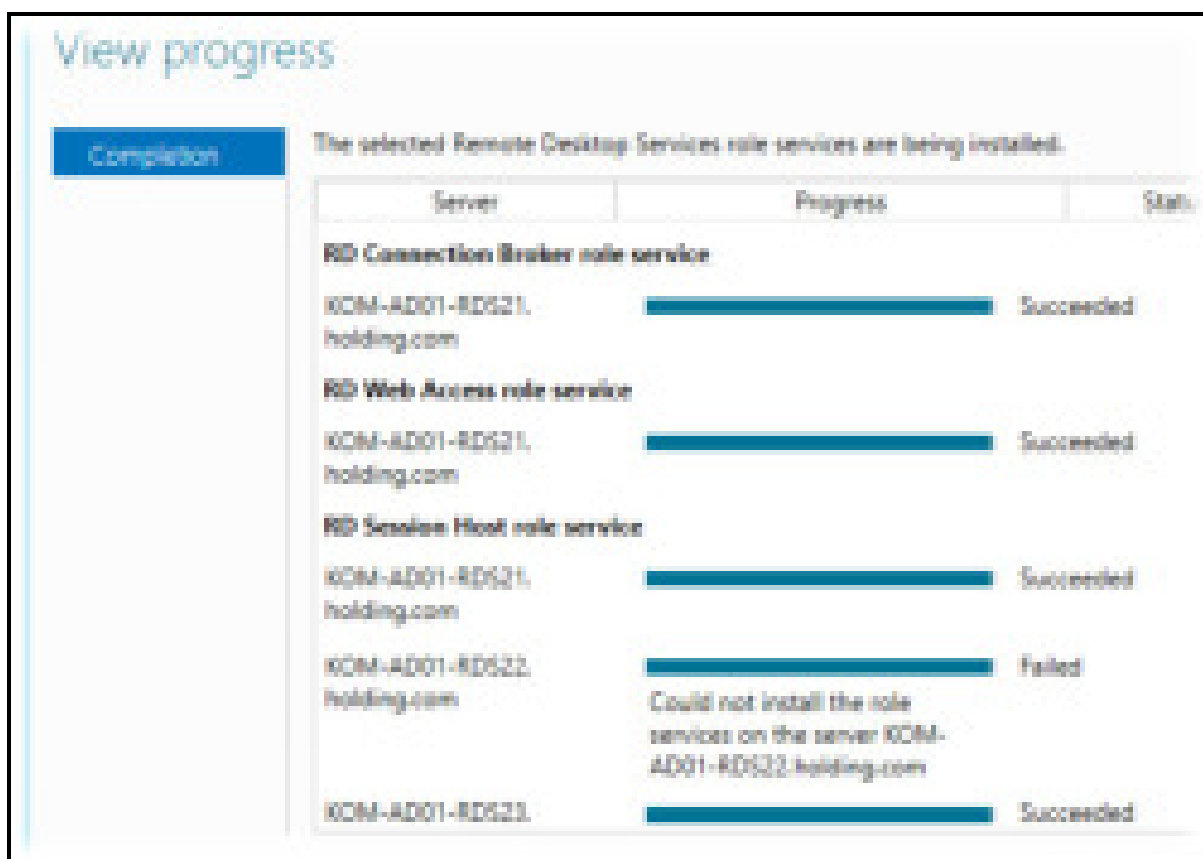 View progress
Completion
The selected Remote Desktop Services role services are being installed.
Server Progress Stat
RD Connection Broker role service
KOM-AD01-RDS21. Succeeded
holding.com
RD Web Access role service
KOM-AD01-RDS21. Succeeded
holding.com
RD Session Host role service
KOM-AD01-RDS21. Succeeded
holding.com
KOM-AD01-RDS22. Failed
holding.com
Could not install the role
services on the server KOM-
AD01-RDS22.holding.com
KOM-AD01-RDS23. Succeeded